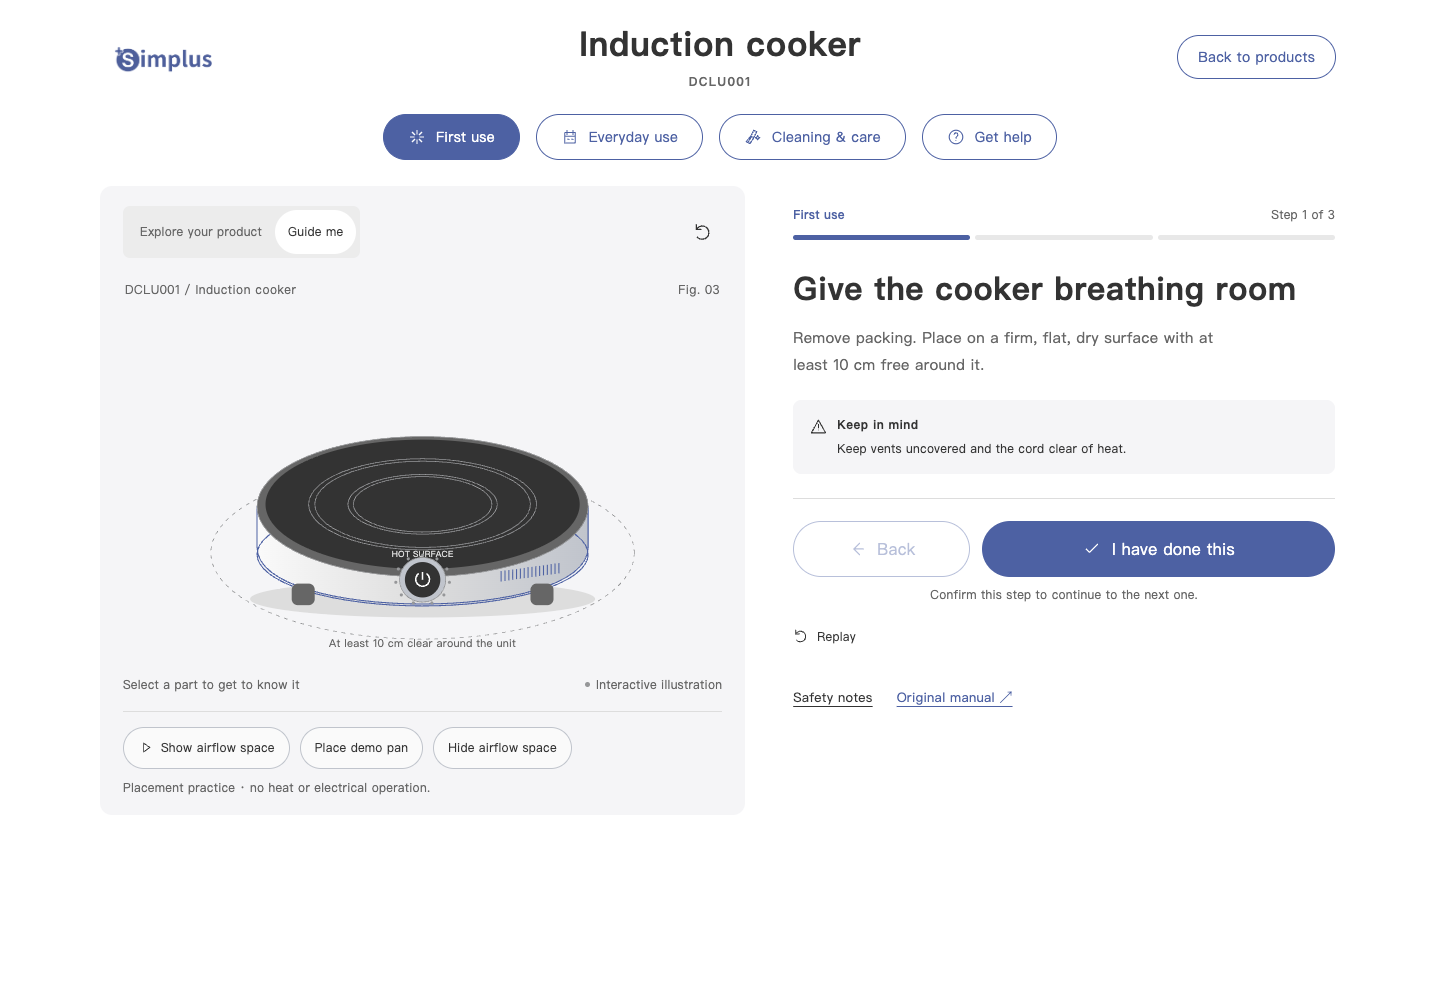 Simplus
Induction cooker
DCLU001
Back to products
First use
Everyday use
Cleaning & care
Get help
Explore your product
Guide me
DCLU001 / Induction cooker
Fig. 03
HOT SURFACE
At least 10 cm clear around the unit
Select a part to get to know it
Interactive illustration
Show airflow space
Place demo pan
Hide airflow space
Placement practice · no heat or electrical operation.
First use
Step 1 of 3
Give the cooker breathing room
Remove packing. Place on a firm, flat, dry surface with at
least 10 cm free around it.
Keep in mind
Keep vents uncovered and the cord clear of heat.
Back
I have done this
Confirm this step to continue to the next one.
Replay
Safety notes
Original manual